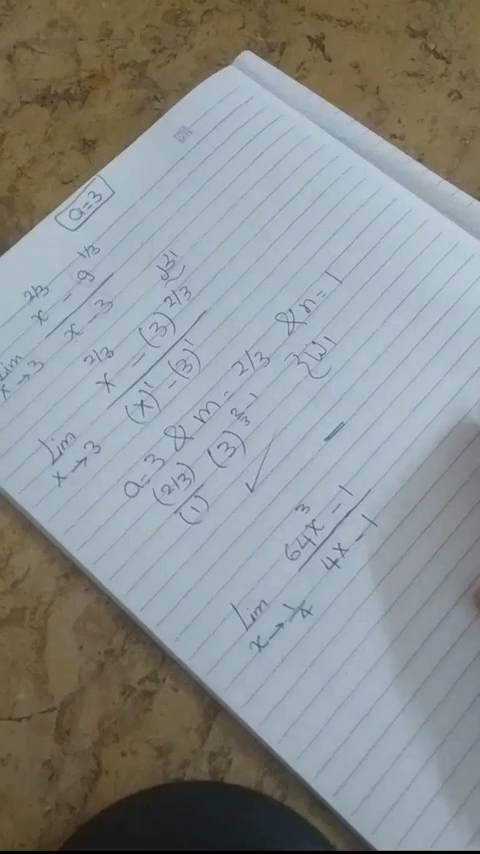 a=3
Lim x→3 x^2/3 - 9^1/3 / x - 3
Lim x→3 x^2/3 - (3)^2/3 / (x)^1 - (3)^1
a=3 & m=2/3 & n=1
(2/3)/(1) (3)^2/3-1
Lim x→1/4 64x^3 - 1 / 4x - 1